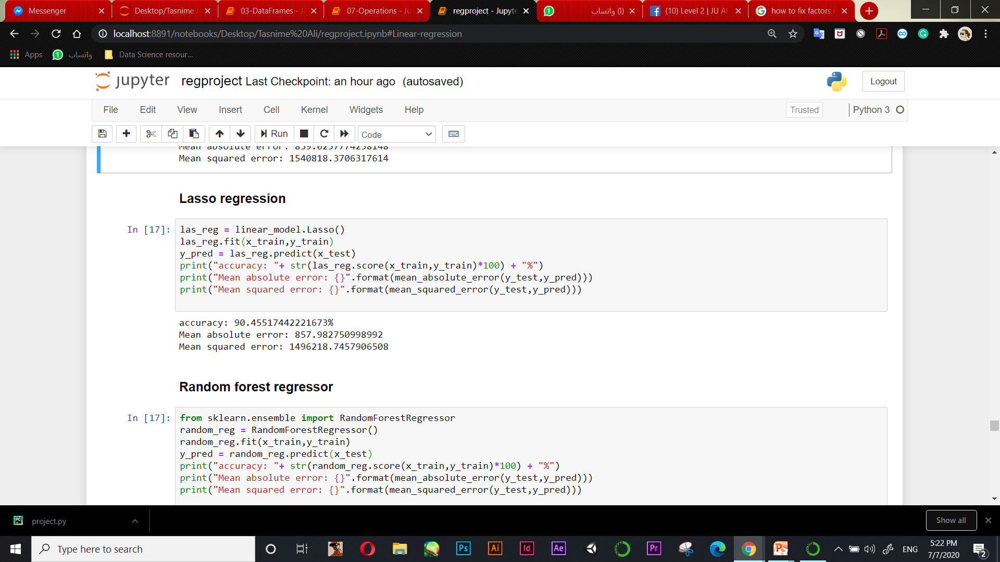 Messenger
Desktop/Tasnime A
03-DataFrames - Ju
07-Operations - Ju
regproject - Jupyte
1
(1) واتساب
(10) Level 2 | JU AI
how to fix factors i
localhost:8891/notebooks/Desktop/Tasnime%20Ali/regproject.ipynb#Linear-regression
Apps
1
واتساب
Data Science resour...
jupyter
regproject Last Checkpoint: an hour ago (autosaved)
Logout
File Edit View Insert Cell Kernel Widgets Help
Trusted
Python 3
Run
Code
Mean squared error: 1540818.3706317614
Lasso regression
In [17]:
las_reg = linear_model.Lasso()
las_reg.fit(x_train,y_train)
y_pred = las_reg.predict(x_test)
print("accuracy: "+ str(las_reg.score(x_train,y_train)*100) + "%")
print("Mean absolute error: {}".format(mean_absolute_error(y_test,y_pred)))
print("Mean squared error: {}".format(mean_squared_error(y_test,y_pred)))
accuracy: 90.45517442221673%
Mean absolute error: 857.982750998992
Mean squared error: 1496218.7457906508
Random forest regressor
In [17]:
from sklearn.ensemble import RandomForestRegressor
random_reg = RandomForestRegressor()
random_reg.fit(x_train,y_train)
y_pred = random_reg.predict(x_test)
print("accuracy: "+ str(random_reg.score(x_train,y_train)*100) + "%")
print("Mean absolute error: {}".format(mean_absolute_error(y_test,y_pred)))
print("Mean squared error: {}".format(mean_squared_error(y_test,y_pred)))
PC
project.py
Show all
Type here to search
Ps
Ai
Id
Ae
Pr
ENG
5:22 PM
7/7/2020
2